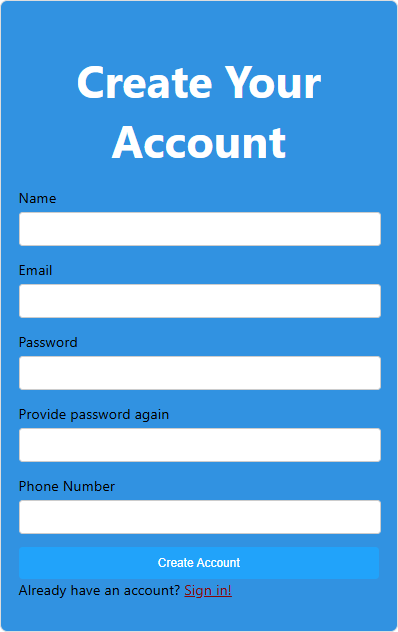 Create Your
Account
Name
Email
Password
Provide password again
Phone Number
Create Account
Already have an account? Sign in!